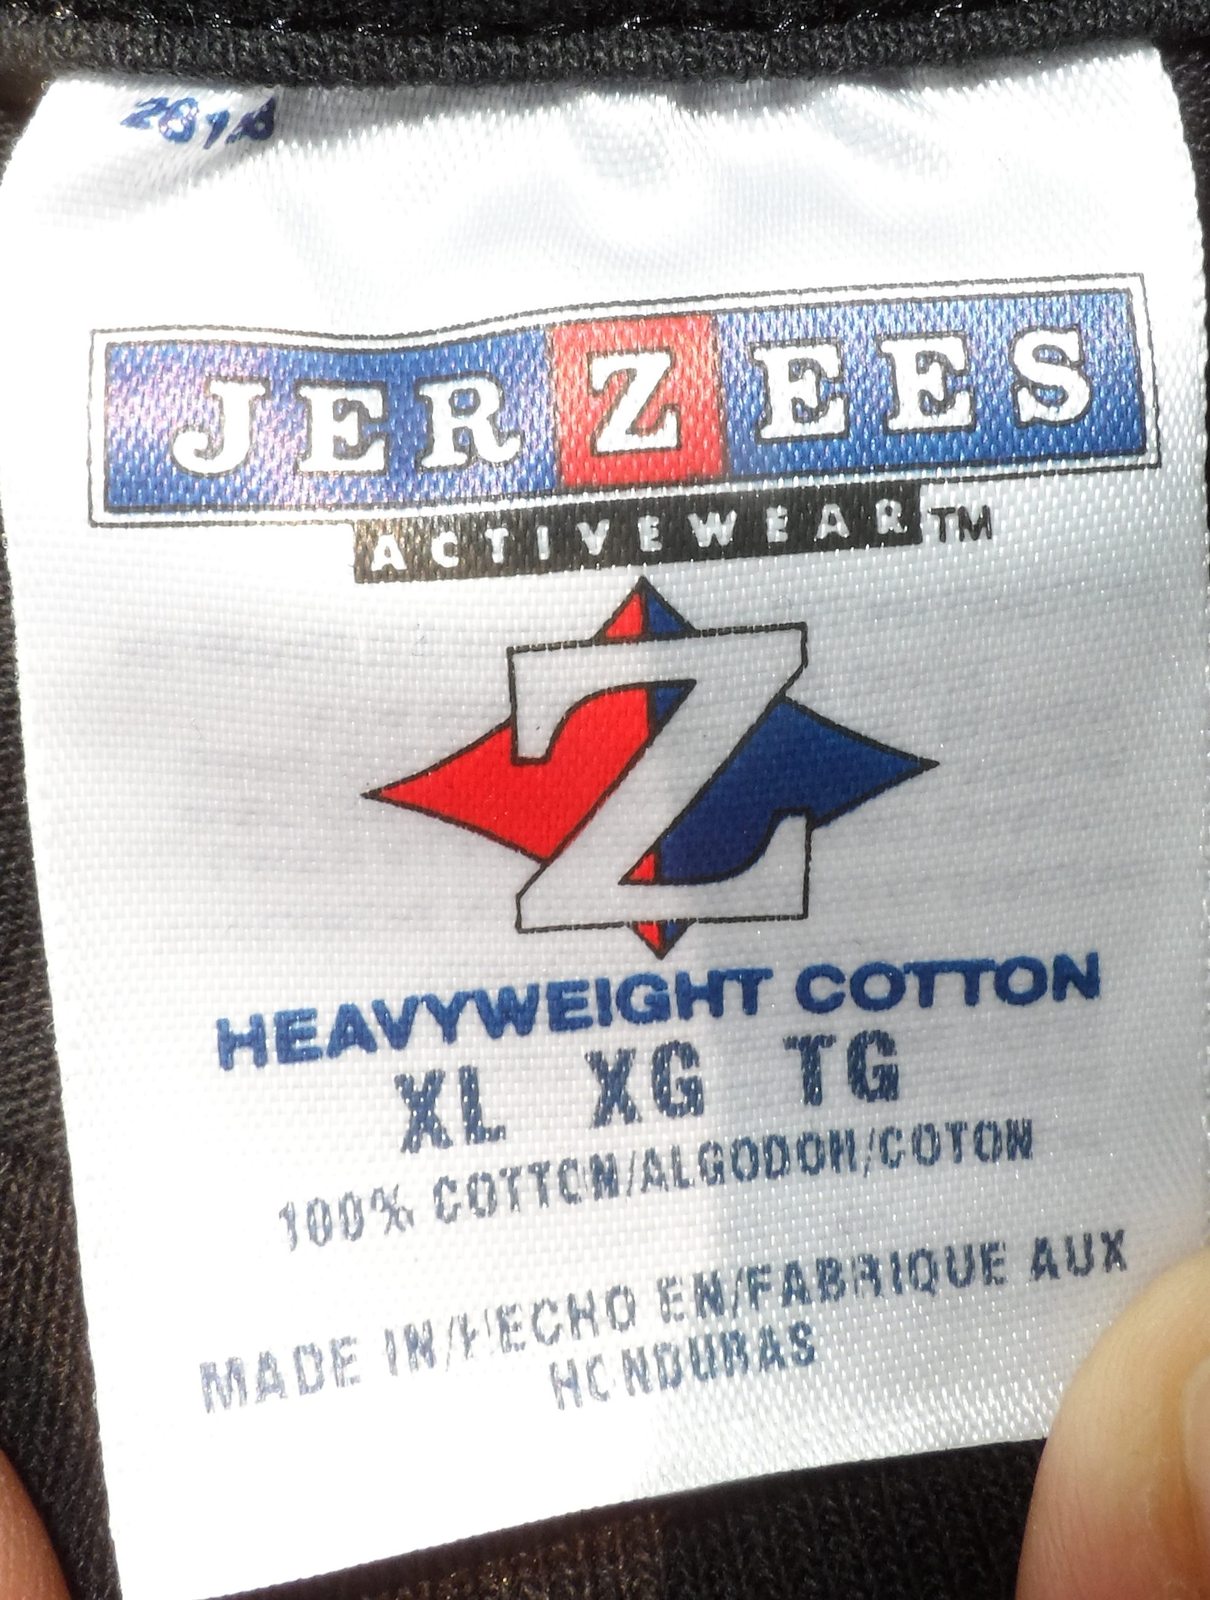 JERZEES
ACTIVEWEAR™
Z
HEAVYWEIGHT COTTON
XL XG TG
100% COTTON/ALGODON/COTON
MADE IN/HECHO EN/FABRIQUE AUX
HONDURAS